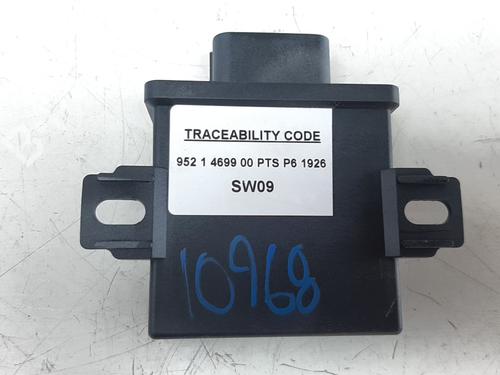 TRACEABILITY CODE
952 1 4699 00 PTS P6 1926
SW09
10968